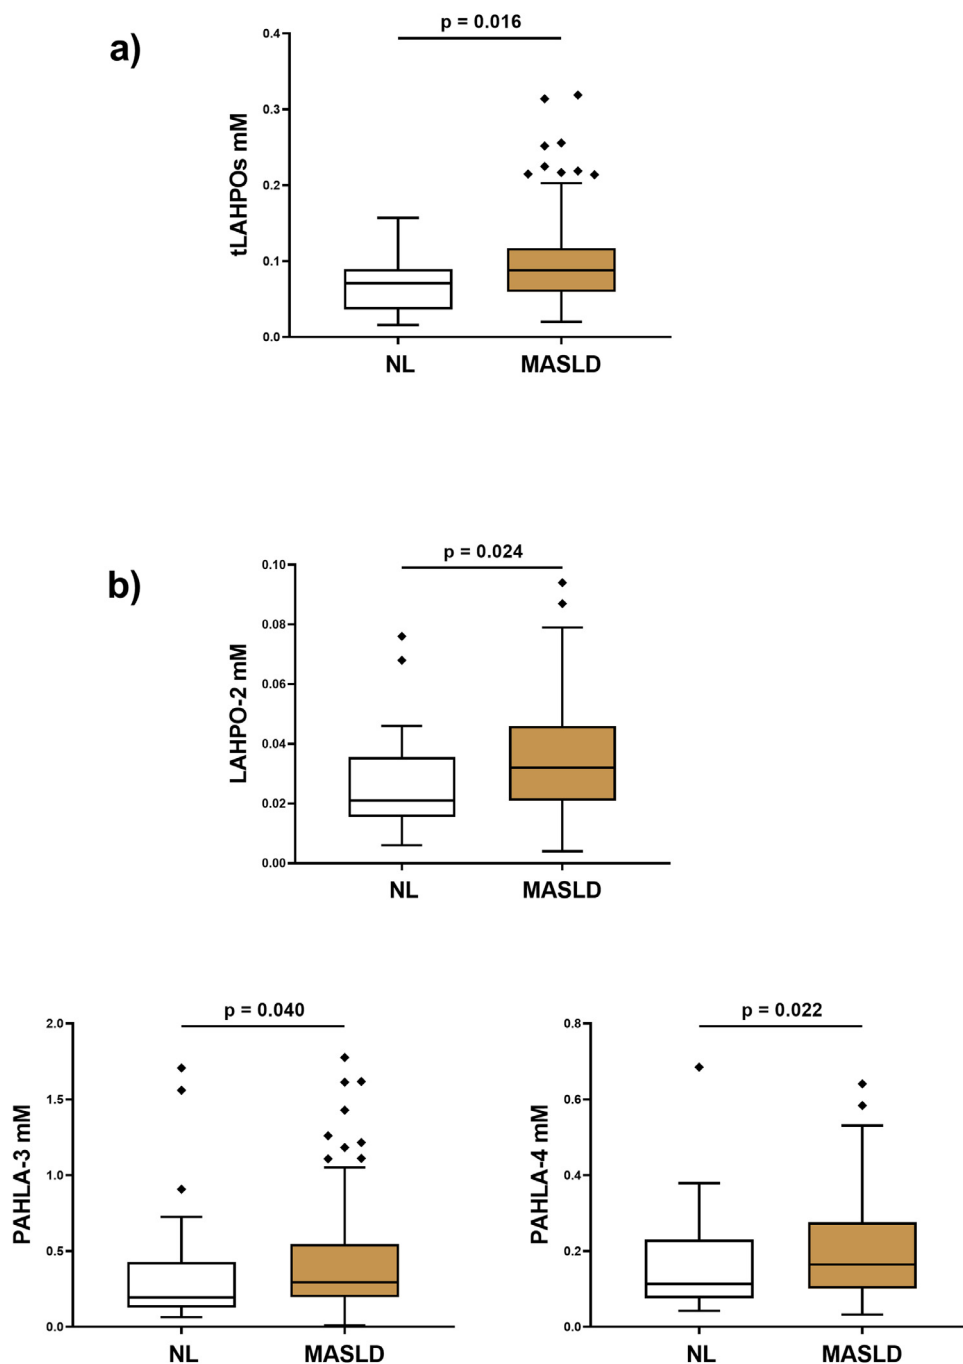 a)
p = 0.016
tLAHPOs mM
0.4
0.3
0.2
0.1
0.0
NL MASLD
b)
p = 0.024
LAHPO-2 mM
0.10
0.08
0.06
0.04
0.02
0.00
NL MASLD
p = 0.040
PAHLA-3 mM
2.0
1.5
1.0
0.5
0.0
NL MASLD
p = 0.022
PAHLA-4 mM
0.8
0.6
0.4
0.2
0.0
NL MASLD